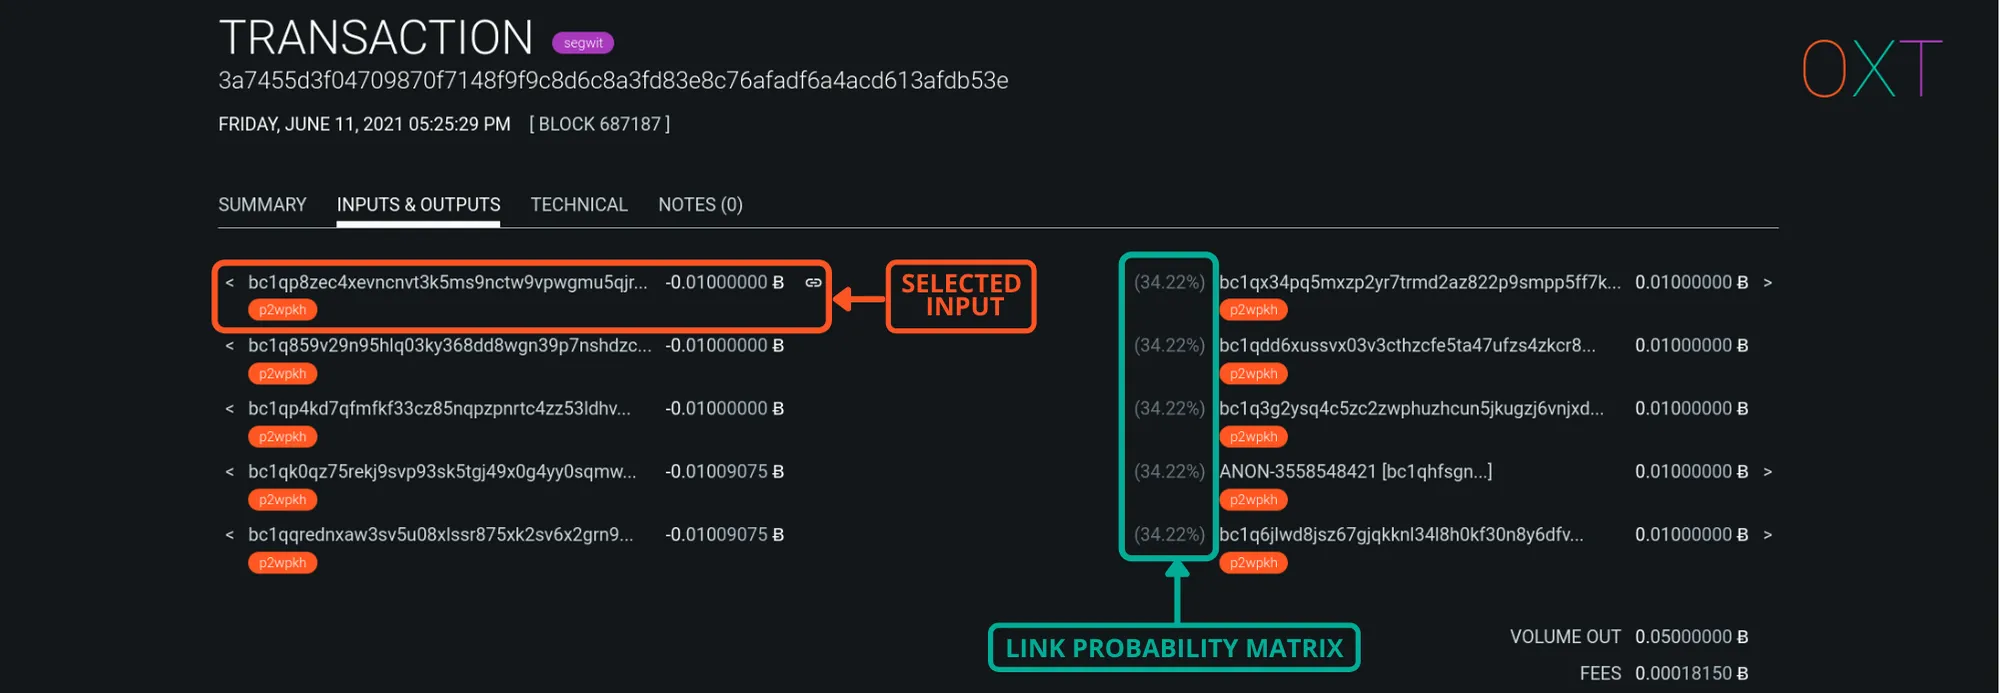 TRANSACTION segwit
OXT
3a7455d3f04709870f7148f9f9c8d6c8a3fd83e8c76afadf6a4acd613afdb53e
FRIDAY, JUNE 11, 2021 05:25:29 PM [ BLOCK 687187 ]
SUMMARY INPUTS & OUTPUTS TECHNICAL NOTES (0)
< bc1qp8zec4xevncnvt3k5ms9nctw9vpwgmu5qjr... -0.01000000 Ƀ
p2wpkh
SELECTED
INPUT
(34.22%) bc1qx34pq5mxzp2yr7trmd2az822p9smpp5ff7k... 0.01000000 Ƀ >
p2wpkh
< bc1q859v29n95hlq03ky368dd8wgn39p7nshdzc... -0.01000000 Ƀ
p2wpkh
(34.22%) bc1qdd6xussvx03v3cthzcfe5ta47ufzs4zkcr8... 0.01000000 Ƀ
p2wpkh
< bc1qp4kd7qfmfkf33cz85nqpzpnrtc4zz53ldhv... -0.01000000 Ƀ
p2wpkh
(34.22%) bc1q3g2ysq4c5zc2zwphuzhcun5jkugzj6vnjxd... 0.01000000 Ƀ
p2wpkh
< bc1qk0qz75rekj9svp93sk5tgj49x0g4yy0sqmw... -0.01009075 Ƀ
p2wpkh
(34.22%) ANON-3558548421 [bc1qhfsgn...] 0.01000000 Ƀ >
p2wpkh
< bc1qqrednxaw3sv5u08xlssr875xk2sv6x2grn9... -0.01009075 Ƀ
p2wpkh
(34.22%) bc1q6jlwd8jsz67gjqkknl34l8h0kf30n8y6dfv... 0.01000000 Ƀ >
p2wpkh
LINK PROBABILITY MATRIX
VOLUME OUT 0.05000000 Ƀ
FEES 0.00018150 Ƀ